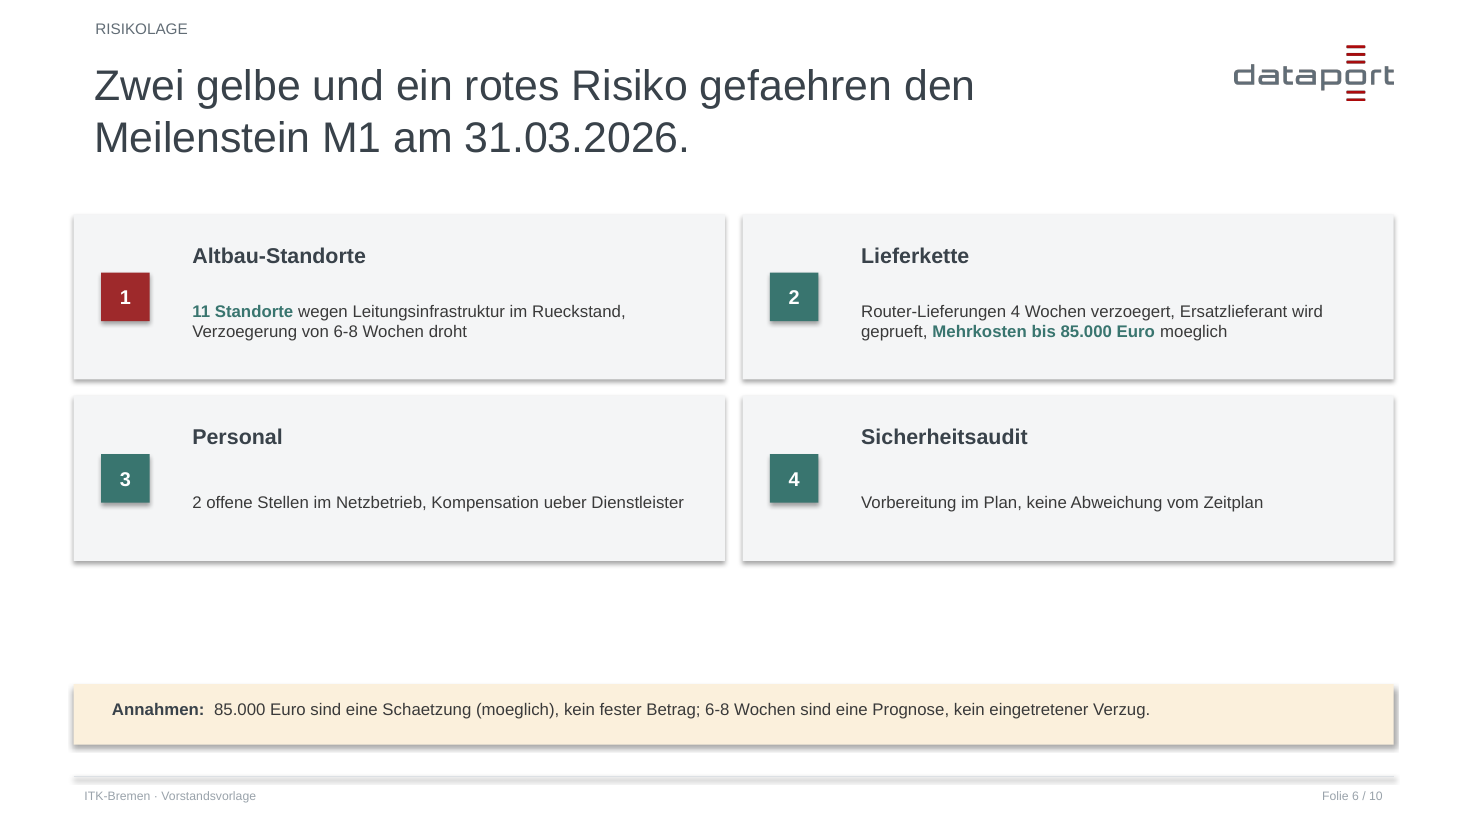 RISIKOLAGE
Zwei gelbe und ein rotes Risiko gefaehren den
Meilenstein M1 am 31.03.2026.
dataport
Altbau-Standorte
1
11 Standorte wegen Leitungsinfrastruktur im Rueckstand,
Verzoegerung von 6-8 Wochen droht
Lieferkette
2
Router-Lieferungen 4 Wochen verzoegert, Ersatzlieferant wird
geprueft, Mehrkosten bis 85.000 Euro moeglich
Personal
3
2 offene Stellen im Netzbetrieb, Kompensation ueber Dienstleister
Sicherheitsaudit
4
Vorbereitung im Plan, keine Abweichung vom Zeitplan
Annahmen: 85.000 Euro sind eine Schaetzung (moeglich), kein fester Betrag; 6-8 Wochen sind eine Prognose, kein eingetretener Verzug.
ITK-Bremen · Vorstandsvorlage
Folie 6 / 10